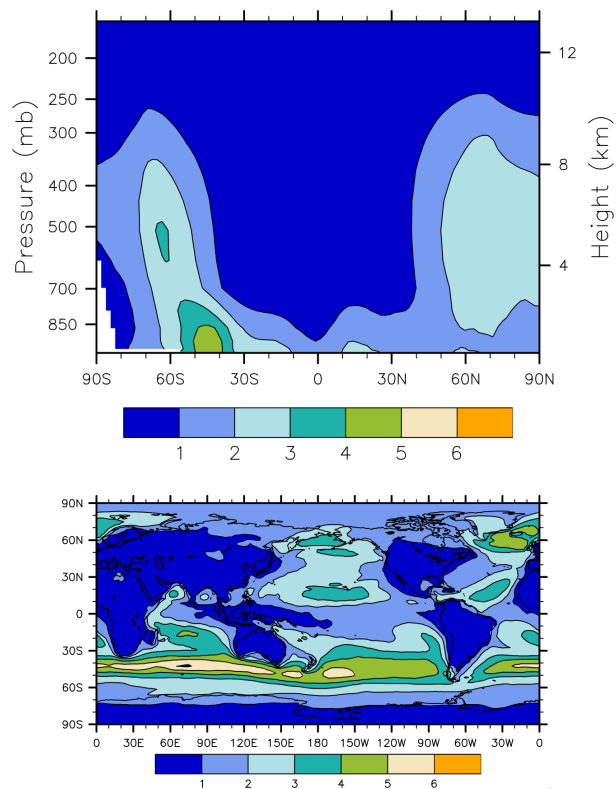 200
12
250
300
8
400
500
4
700
850
Pressure (mb)
Height (km)
90S 60S 30S 0 30N 60N 90N
1 2 3 4 5 6
90N
60N
30N
0
30S
60S
90S
0 30E 60E 90E 120E 150E 180 150W 120W 90W 60W 30W 0
1 2 3 4 5 6